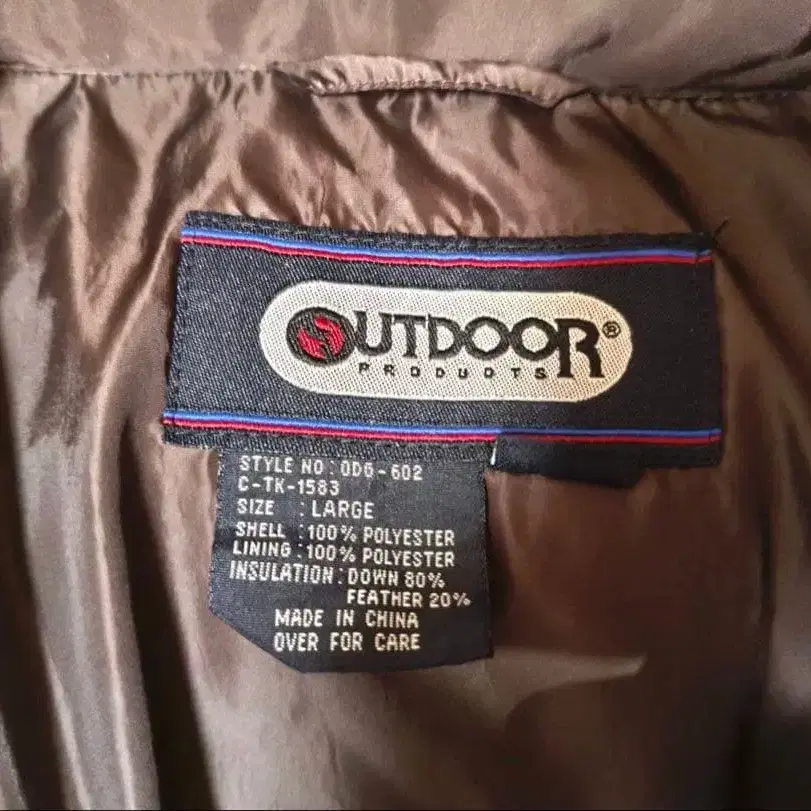 OUTDOOR®
PRODUCTS
STYLE NO: OD6-602
C-TK-1583
SIZE : LARGE
SHELL : 100% POLYESTER
LINING : 100% POLYESTER
INSULATION : DOWN 80%
FEATHER 20%
MADE IN CHINA
OVER FOR CARE